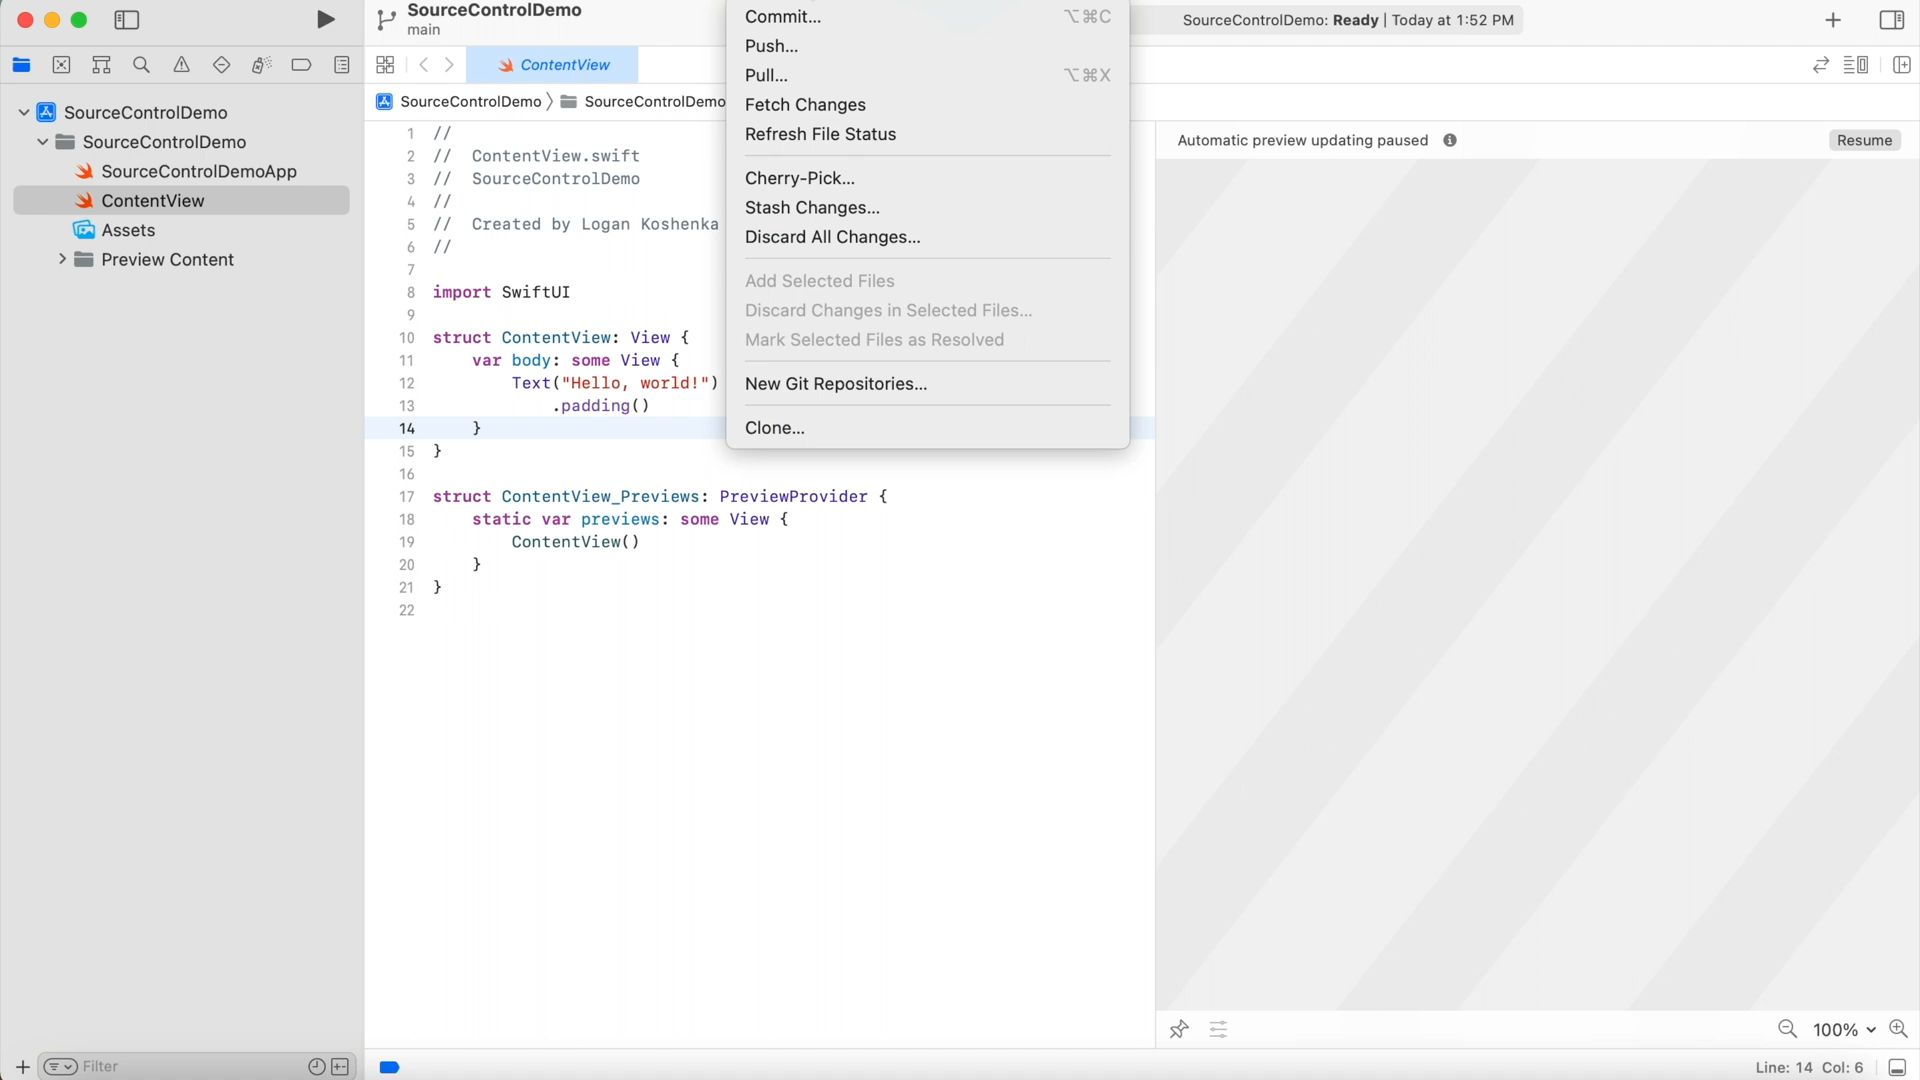 SourceControlDemo
main
SourceControlDemo: Ready | Today at 1:52 PM
ContentView
SourceControlDemo
SourceControlDemo
SourceControlDemo
SourceControlDemo
SourceControlDemoApp
ContentView
Assets
Preview Content
1 //
2 // ContentView.swift
3 // SourceControlDemo
4 //
5 // Created by Logan Koshenka
6 //
7
8 import SwiftUI
9
10 struct ContentView: View {
11 var body: some View {
12 Text("Hello, world!")
13 .padding()
14 }
15 }
16
17 struct ContentView_Previews: PreviewProvider {
18 static var previews: some View {
19 ContentView()
20 }
21 }
22
Commit... ⌥⌘C
Push...
Pull... ⌥⌘X
Fetch Changes
Refresh File Status
Cherry-Pick...
Stash Changes...
Discard All Changes...
Add Selected Files
Discard Changes in Selected Files...
Mark Selected Files as Resolved
New Git Repositories...
Clone...
Automatic preview updating paused
Resume
100%
Filter
Line: 14 Col: 6